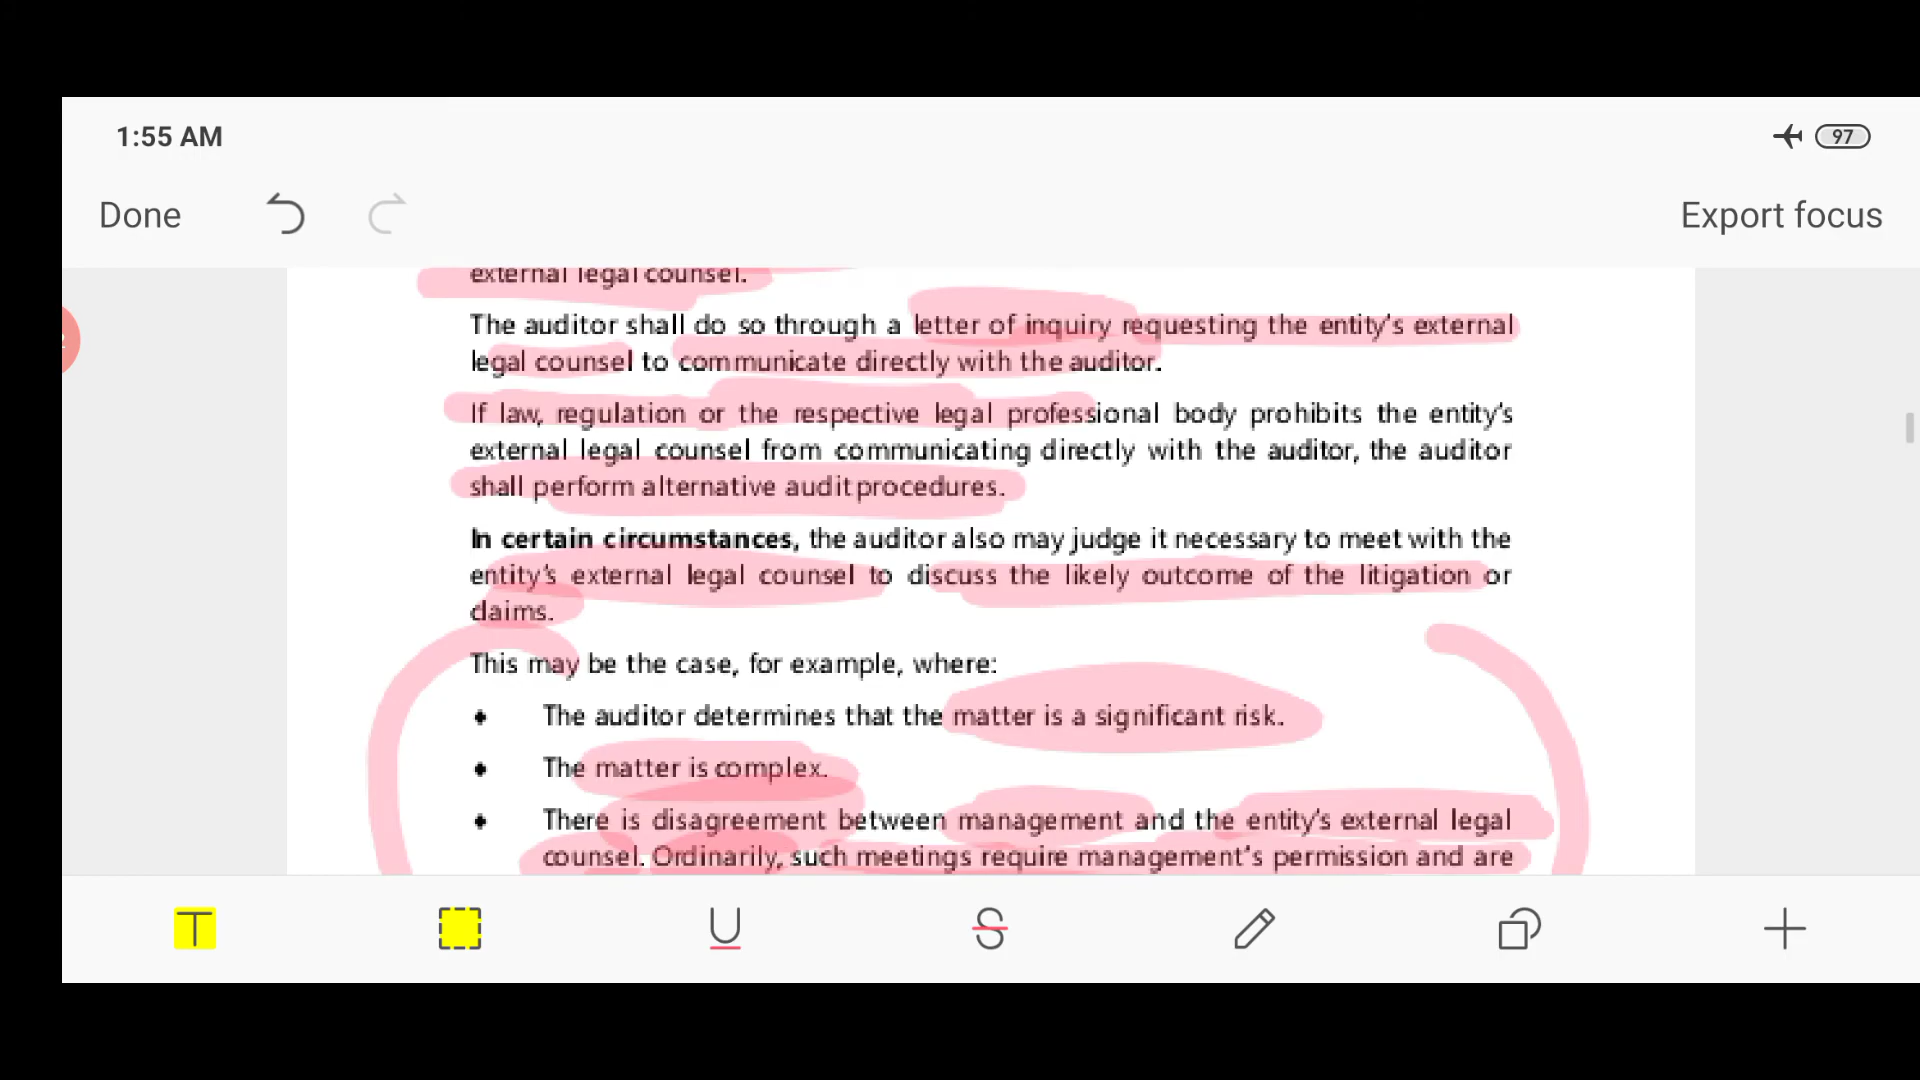 1:55 AM
97
Done
Export focus
external legal counsel.
The auditor shall do so through a letter of inquiry requesting the entity's external
legal counsel to communicate directly with the auditor.
If law, regulation or the respective legal professional body prohibits the entity's
external legal counsel from communicating directly with the auditor, the auditor
shall perform alternative audit procedures.
In certain circumstances, the auditor also may judge it necessary to meet with the
entity's external legal counsel to discuss the likely outcome of the litigation or
claims.
This may be the case, for example, where:
The auditor determines that the matter is a significant risk.
The matter is complex.
There is disagreement between management and the entity's external legal
counsel. Ordinarily, such meetings require management's permission and are
T
U
S